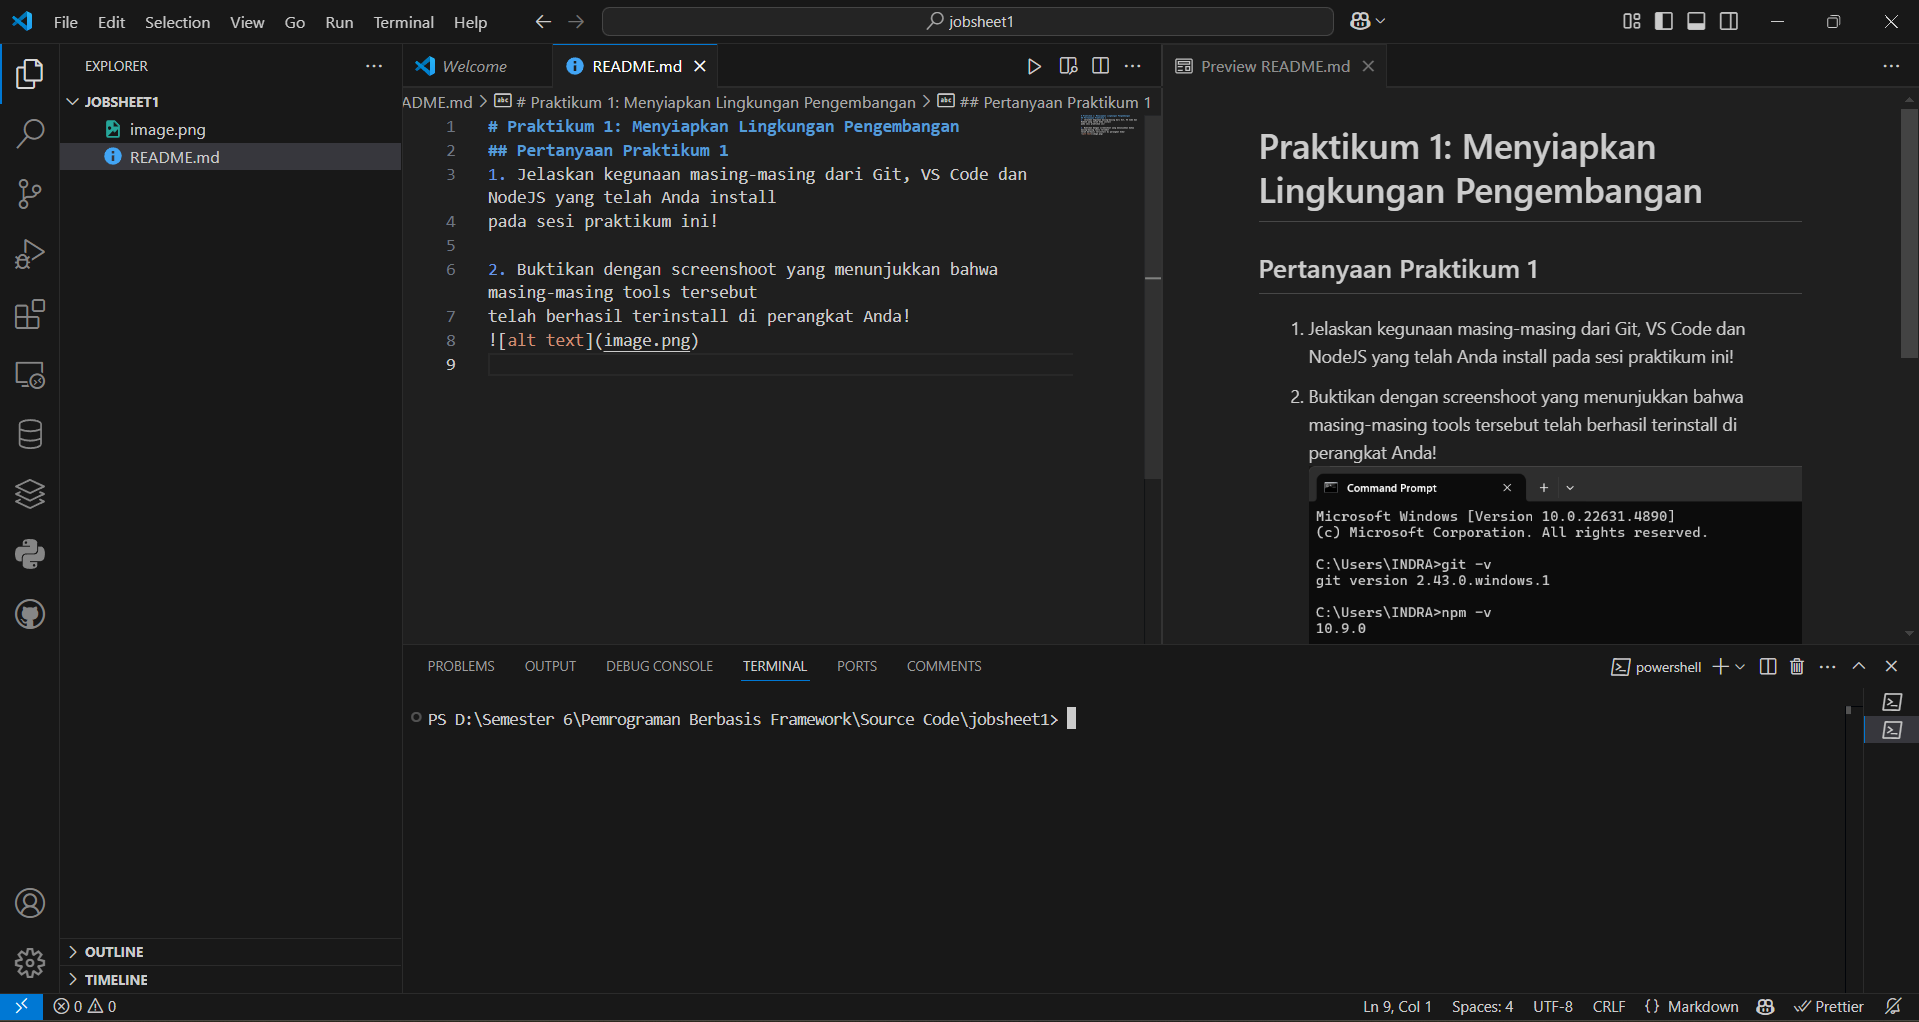 File Edit Selection View Go Run Terminal Help
jobsheet1
EXPLORER
JOBSHEET1
image.png
README.md
OUTLINE
TIMELINE
Welcome
README.md
ADME.md > # Praktikum 1: Menyiapkan Lingkungan Pengembangan > ## Pertanyaan Praktikum 1
1 # Praktikum 1: Menyiapkan Lingkungan Pengembangan
2 ## Pertanyaan Praktikum 1
3 1. Jelaskan kegunaan masing-masing dari Git, VS Code dan
NodeJS yang telah Anda install
4 pada sesi praktikum ini!
5
6 2. Buktikan dengan screenshoot yang menunjukkan bahwa
masing-masing tools tersebut
7 telah berhasil terinstall di perangkat Anda!
8 ![alt text](image.png)
9
Preview README.md
Praktikum 1: Menyiapkan
Lingkungan Pengembangan
Pertanyaan Praktikum 1
1. Jelaskan kegunaan masing-masing dari Git, VS Code dan
NodeJS yang telah Anda install pada sesi praktikum ini!
2. Buktikan dengan screenshoot yang menunjukkan bahwa
masing-masing tools tersebut telah berhasil terinstall di
perangkat Anda!
Command Prompt
Microsoft Windows [Version 10.0.22631.4890]
(c) Microsoft Corporation. All rights reserved.
C:\Users\INDRA>git -v
git version 2.43.0.windows.1
C:\Users\INDRA>npm -v
10.9.0
PROBLEMS OUTPUT DEBUG CONSOLE TERMINAL PORTS COMMENTS
powershell
PS D:\Semester 6\Pemrograman Berbasis Framework\Source Code\jobsheet1>
0 0
Ln 9, Col 1 Spaces: 4 UTF-8 CRLF {} Markdown Prettier